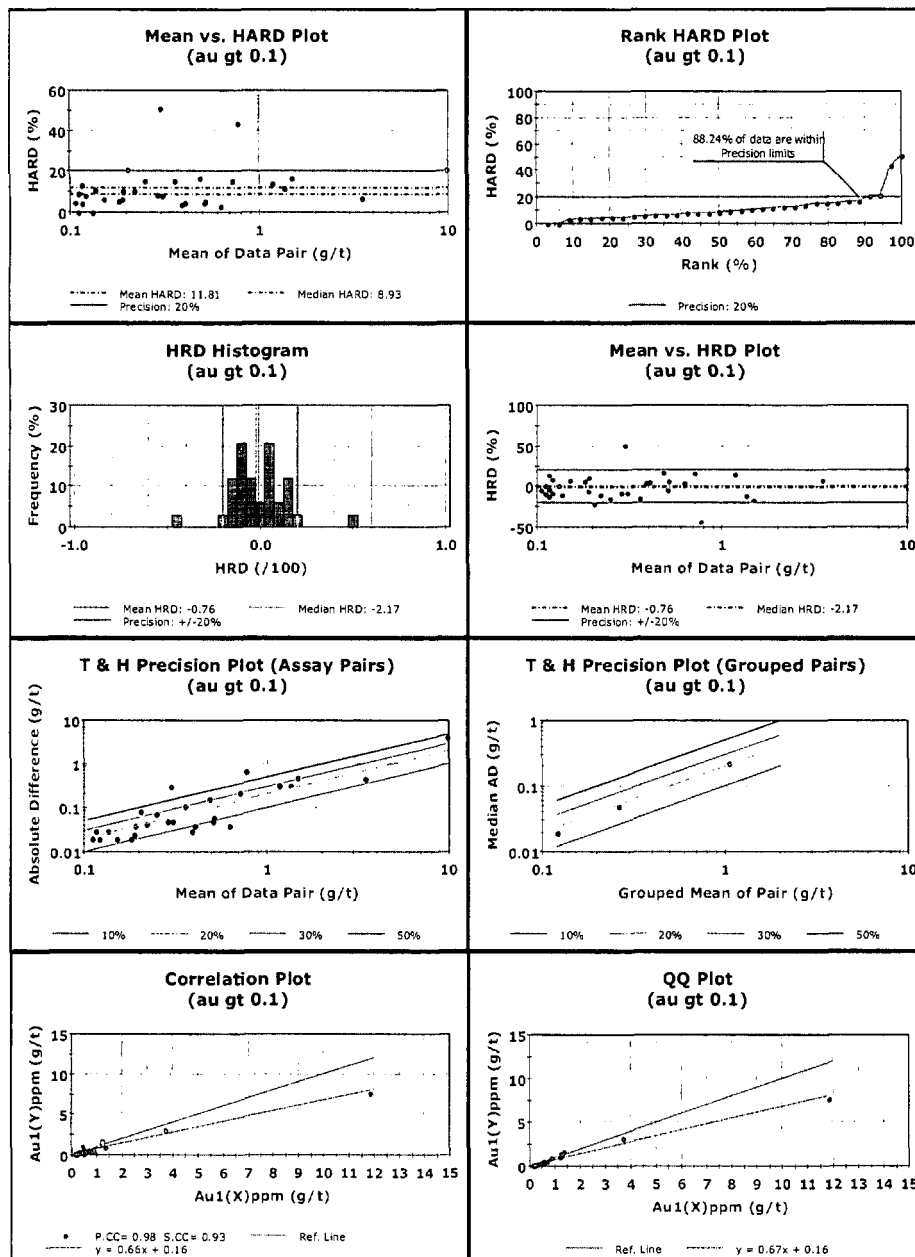 Mean vs. HARD Plot
(au gt 0.1)
HARD (%)
60
40
20
0
0.1
1
10
Mean of Data Pair (g/t)
Mean HARD: 11.81
Median HARD: 8.93
Precision: 20%
Rank HARD Plot
(au gt 0.1)
HARD (%)
100
80
60
40
20
0
88.24% of data are within
Precision limits
0 10 20 30 40 50 60 70 80 90 100
Rank (%)
Precision: 20%
HRD Histogram
(au gt 0.1)
Frequency (%)
30
20
10
0
-1.0
0.0
1.0
HRD (/100)
Mean HRD: -0.76
Median HRD: -2.17
Precision: +/-20%
Mean vs. HRD Plot
(au gt 0.1)
HRD (%)
100
50
0
-50
0.1
1
10
Mean of Data Pair (g/t)
Mean HRD: -0.76
Median HRD: -2.17
Precision: +/-20%
T & H Precision Plot (Assay Pairs)
(au gt 0.1)
Absolute Difference (g/t)
10
1
0.1
0.01
0.1
1
10
Mean of Data Pair (g/t)
10%
20%
30%
50%
T & H Precision Plot (Grouped Pairs)
(au gt 0.1)
Median AD (g/t)
1
0.1
0.01
0.1
1
10
Grouped Mean of Pair (g/t)
10%
20%
30%
50%
Correlation Plot
(au gt 0.1)
Au1(Y)ppm (g/t)
15
10
5
0
0 1 2 3 4 5 6 7 8 9 10 11 12 13 14 15
Au1(X)ppm (g/t)
P.CC= 0.98 S.CC= 0.93
Ref. Line
y = 0.66x + 0.16
QQ Plot
(au gt 0.1)
Au1(Y)ppm (g/t)
15
10
5
0
0 1 2 3 4 5 6 7 8 9 10 11 12 13 14 15
Au1(X)ppm (g/t)
Ref. Line
y = 0.67x + 0.16